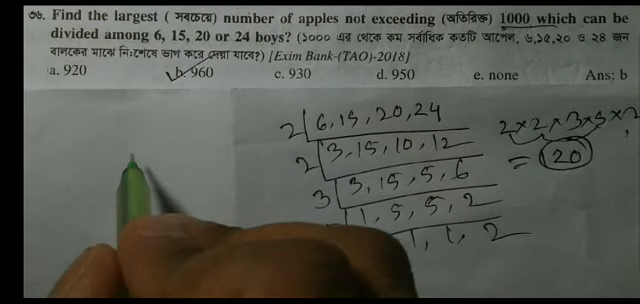 ৩৬. Find the largest ( সবচেয়ে) number of apples not exceeding (অতিরিক্ত) 1000 which can be
divided among 6, 15, 20 or 24 boys? (১০০০ এর থেকে কম সর্বাধিক কতটি আপেল, ৬,১৫,২০ ও ২৪ জন
বালকের মাঝে নিঃশেষে ভাগ করে দেয়া যাবে?) [Exim Bank-(TAO)-2018]
a. 920 b. 960 c. 930 d. 950 e. none Ans: b
2 6, 15, 20, 24
2 3, 15, 10, 12
3 3, 15, 5, 6
1, 5, 5, 2
1, 1, 2
2×2×3×5×2
= 120